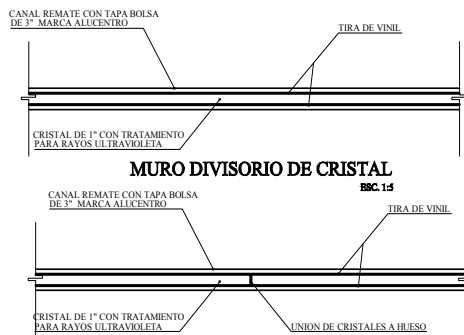 CANAL REMATE CON TAPA BOLSA
DE 3" MARCA ALUCENTRO
TIRA DE VINIL
CRISTAL DE 1" CON TRATAMIENTO
PARA RAYOS ULTRAVIOLETA
MURO DIVISORIO DE CRISTAL
ESC. 1:5
CANAL REMATE CON TAPA BOLSA
DE 3" MARCA ALUCENTRO
TIRA DE VINIL
CRISTAL DE 1" CON TRATAMIENTO
PARA RAYOS ULTRAVIOLETA
UNION DE CRISTALES A HUESO